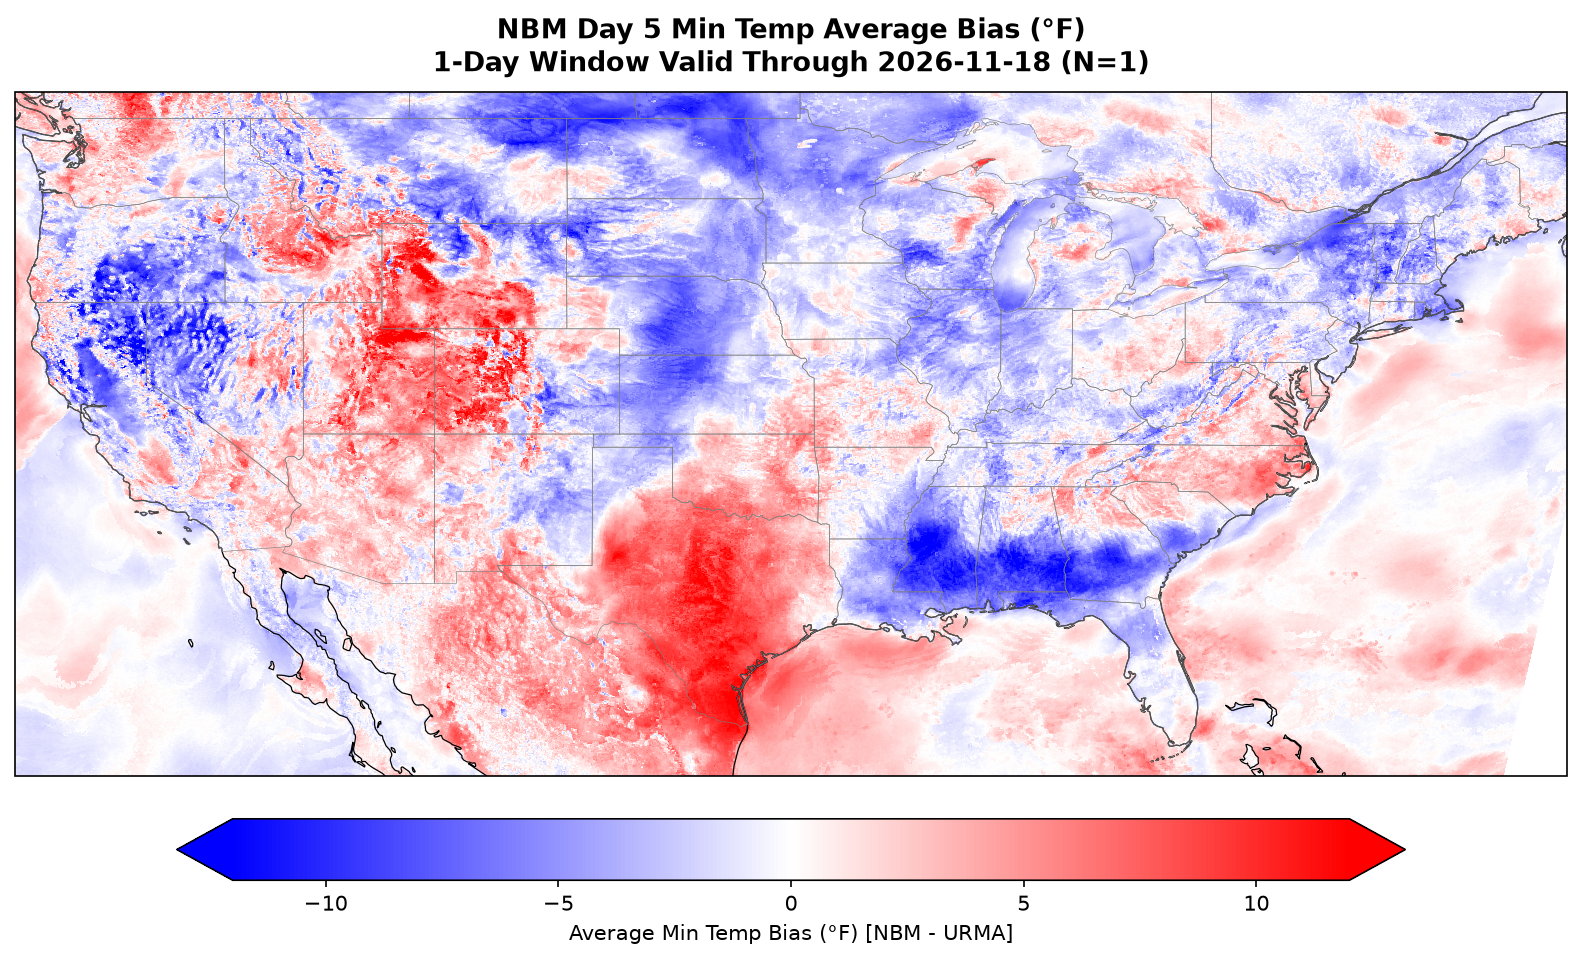 NBM Day 5 Min Temp Average Bias (°F)
1-Day Window Valid Through 2026-11-18 (N=1)
−10 −5 0 5 10
Average Min Temp Bias (°F) [NBM - URMA]